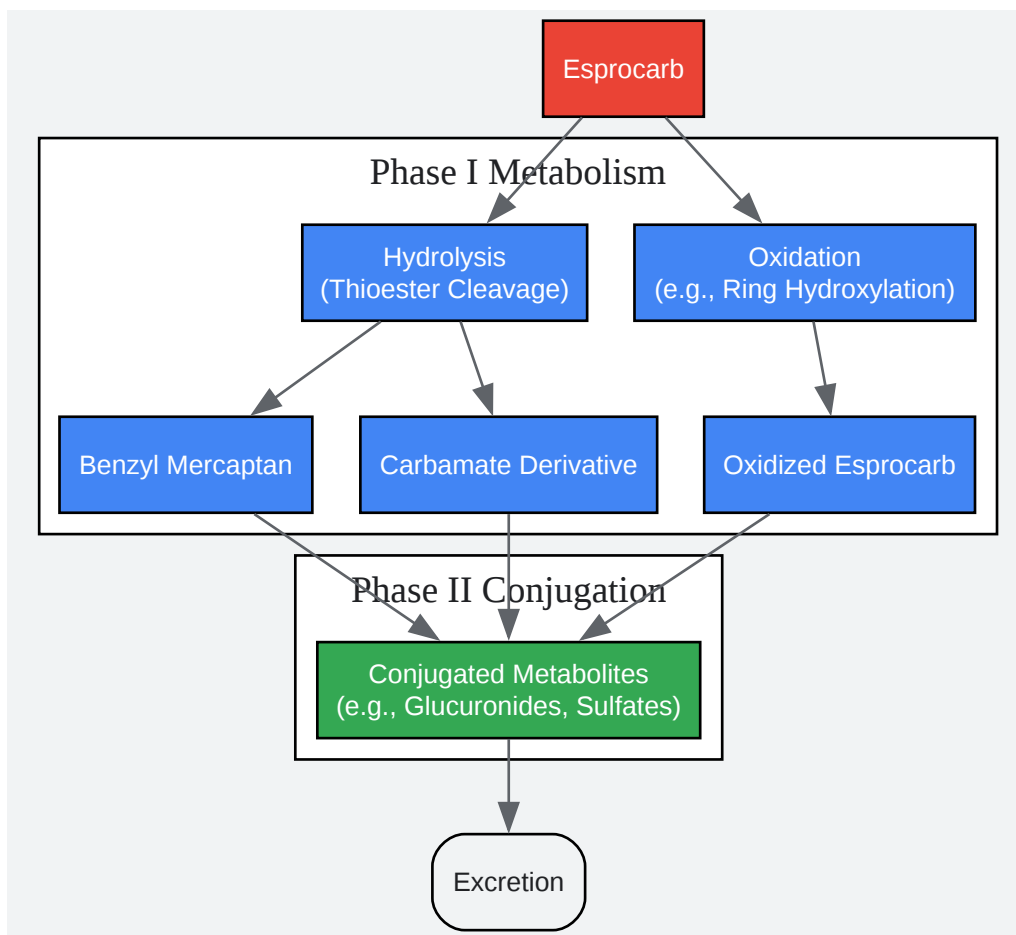 Esprocarb
Phase I Metabolism
Hydrolysis
(Thioester Cleavage)
Oxidation
(e.g., Ring Hydroxylation)
Benzyl Mercaptan
Carbamate Derivative
Oxidized Esprocarb
Phase II Conjugation
Conjugated Metabolites
(e.g., Glucuronides, Sulfates)
Excretion